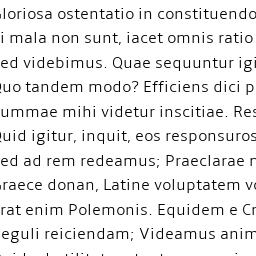 Gloriosa ostentatio in constituendo
si mala non sunt, iacet omnis ratio
Sed videbimus. Quae sequuntur igi
Quo tandem modo? Efficiens dici p
Summae mihi videtur inscitiae. Res
Quid igitur, inquit, eos responsuros
Sed ad rem redeamus; Praeclarae
Graece donan, Latine voluptatem vo
erat enim Polemonis. Equidem e Cr
Reguli reiciendam; Videamus anim